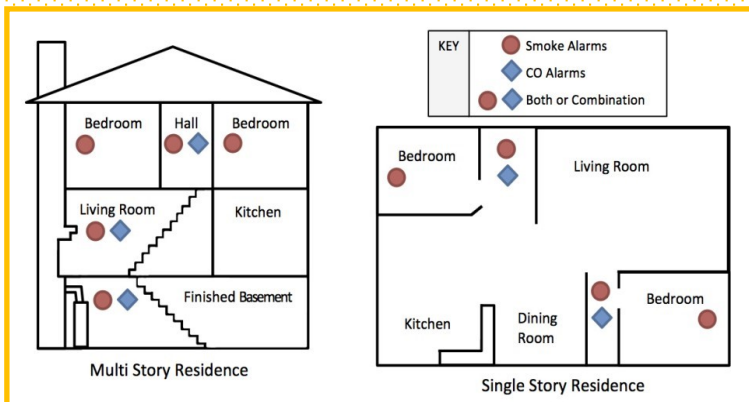 Bedroom
Hall
Bedroom
Living Room
Kitchen
Finished Basement
Multi Story Residence
KEY
Smoke Alarms
CO Alarms
Both or Combination
Bedroom
Living Room
Kitchen
Dining
Room
Bedroom
Single Story Residence